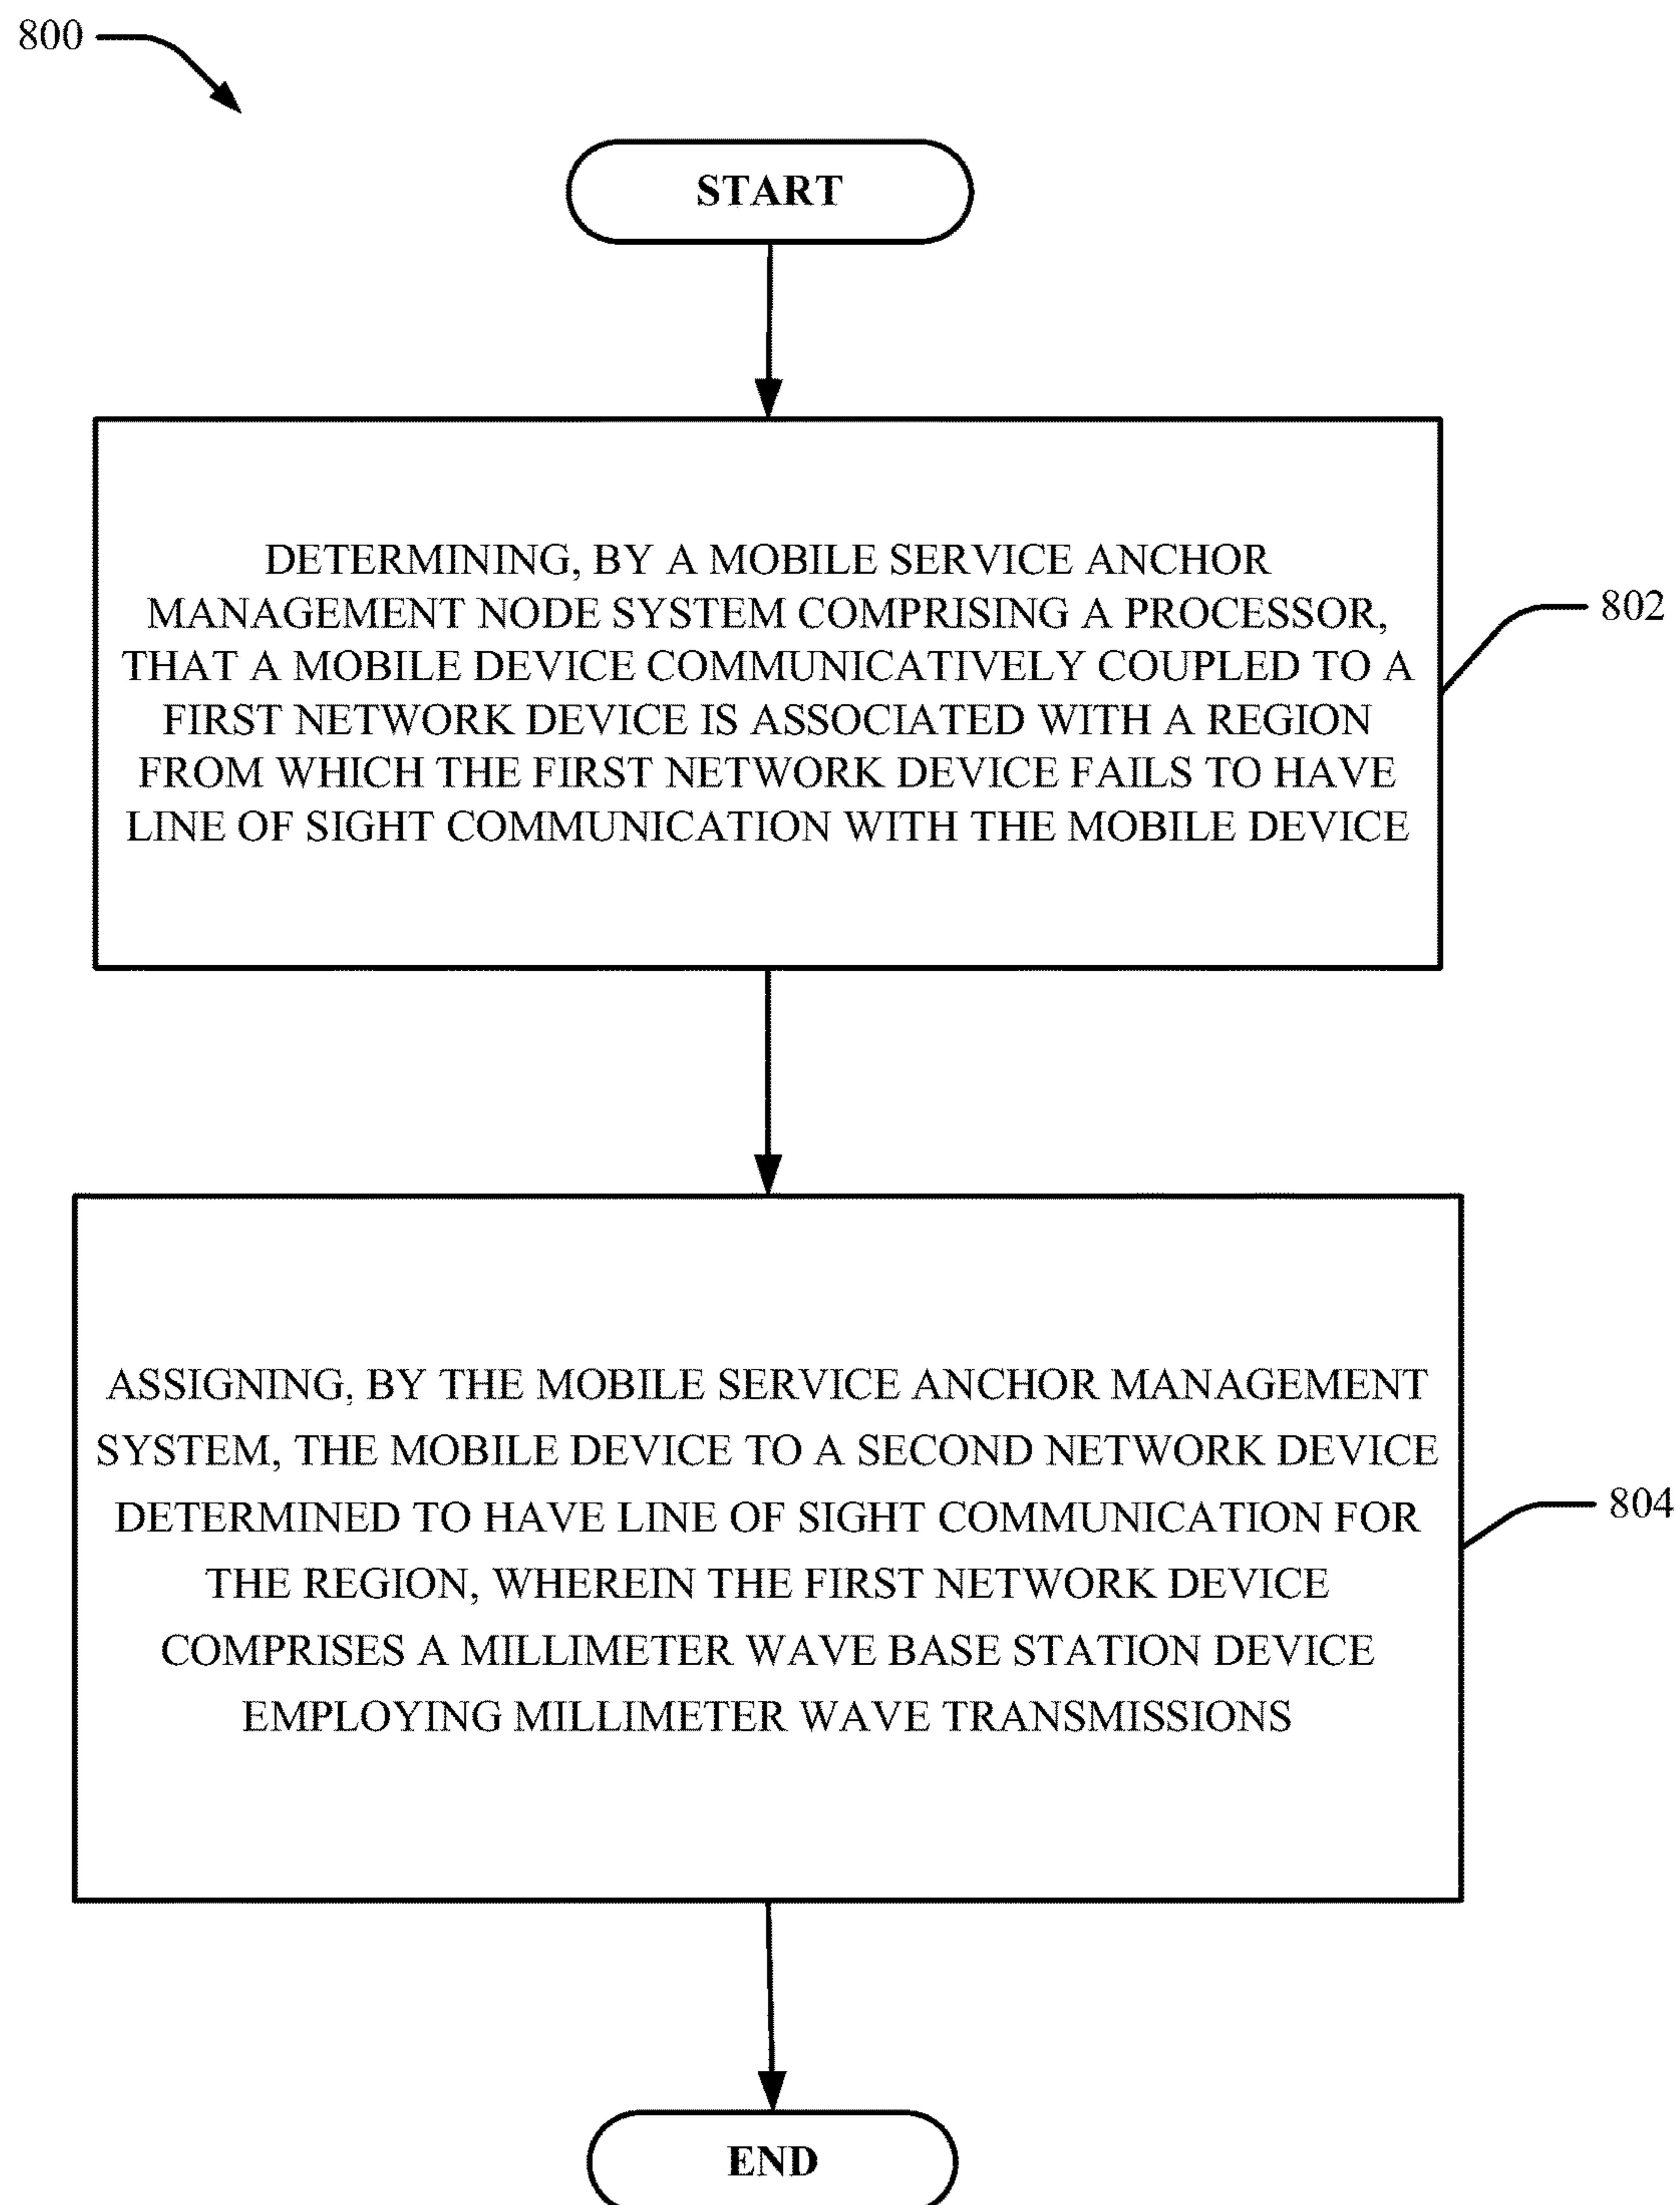 800
START
DETERMINING, BY A MOBILE SERVICE ANCHOR
MANAGEMENT NODE SYSTEM COMPRISING A PROCESSOR,
THAT A MOBILE DEVICE COMMUNICATIVELY COUPLED TO A
FIRST NETWORK DEVICE IS ASSOCIATED WITH A REGION
FROM WHICH THE FIRST NETWORK DEVICE FAILS TO HAVE
LINE OF SIGHT COMMUNICATION WITH THE MOBILE DEVICE
802
ASSIGNING, BY THE MOBILE SERVICE ANCHOR MANAGEMENT
SYSTEM, THE MOBILE DEVICE TO A SECOND NETWORK DEVICE
DETERMINED TO HAVE LINE OF SIGHT COMMUNICATION FOR
THE REGION, WHEREIN THE FIRST NETWORK DEVICE
COMPRISES A MILLIMETER WAVE BASE STATION DEVICE
EMPLOYING MILLIMETER WAVE TRANSMISSIONS
804
END